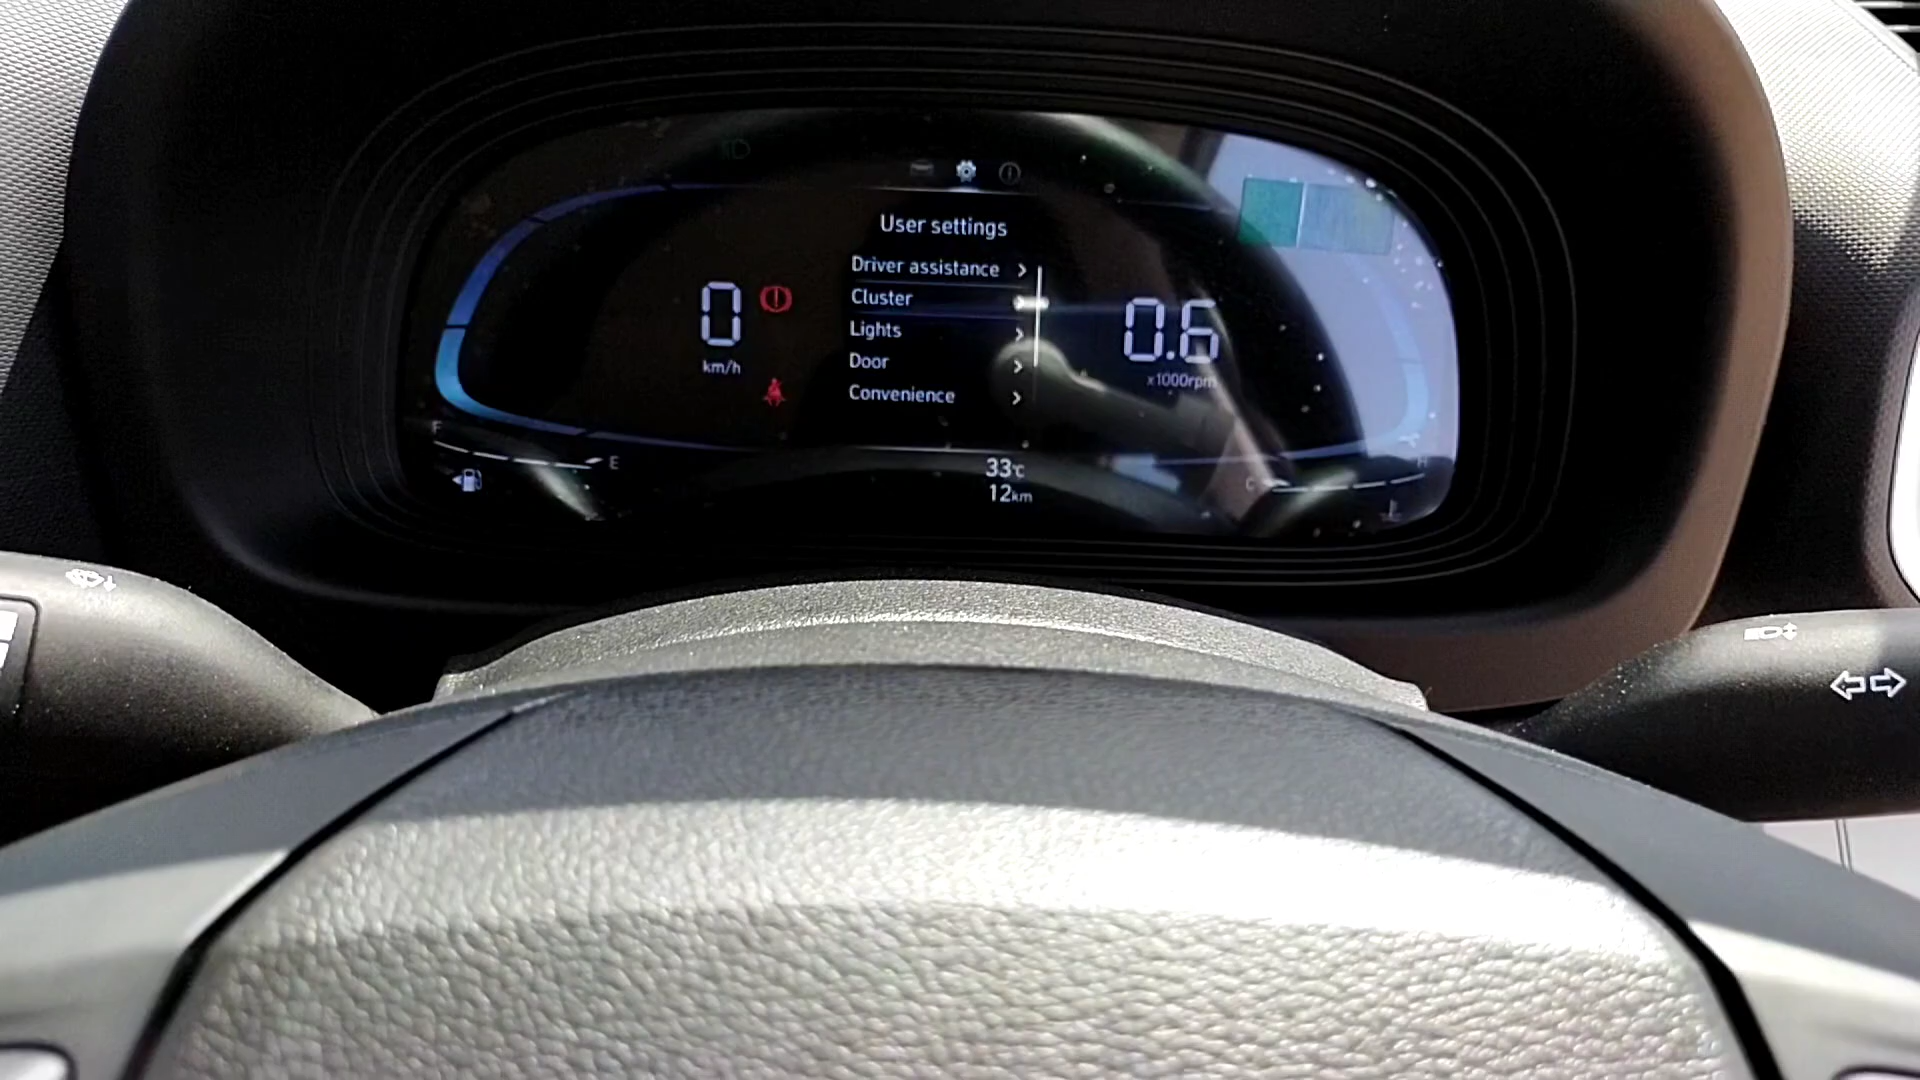 User settings
Driver assistance
Cluster
Lights
Door
Convenience
0
km/h
0.6
x1000rpm
F
E
33°C
12km
C
H